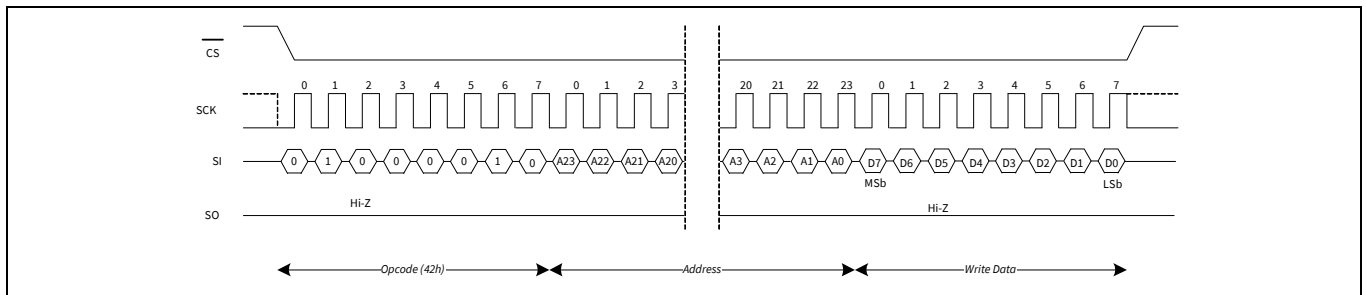 CS
0 1 2 3 4 5 6 7 0 1 2 3 20 21 22 23 0 1 2 3 4 5 6 7
SCK
SI 0 1 0 0 0 0 1 0 A23 A22 A21 A20 A3 A2 A1 A0 D7 D6 D5 D4 D3 D2 D1 D0
MSb LSb
Hi-Z Hi-Z
SO
Opcode (42h) Address Write Data